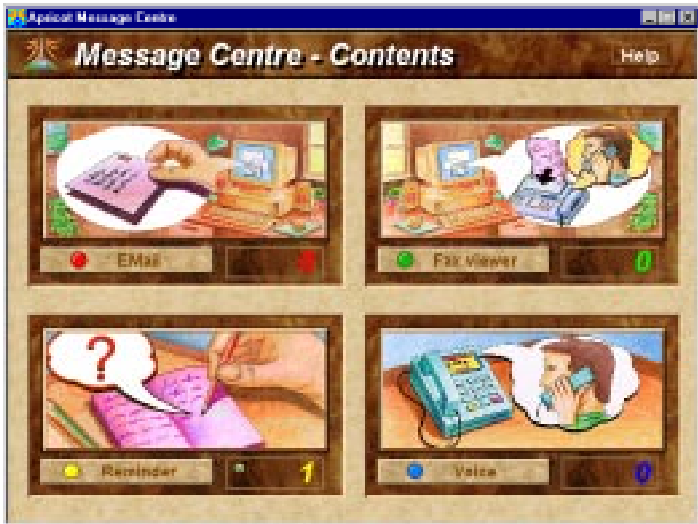 Apricot Message Centre
Message Centre - Contents
Help
EMail
Fax viewer
0
?
Reminder
1
Voice
0